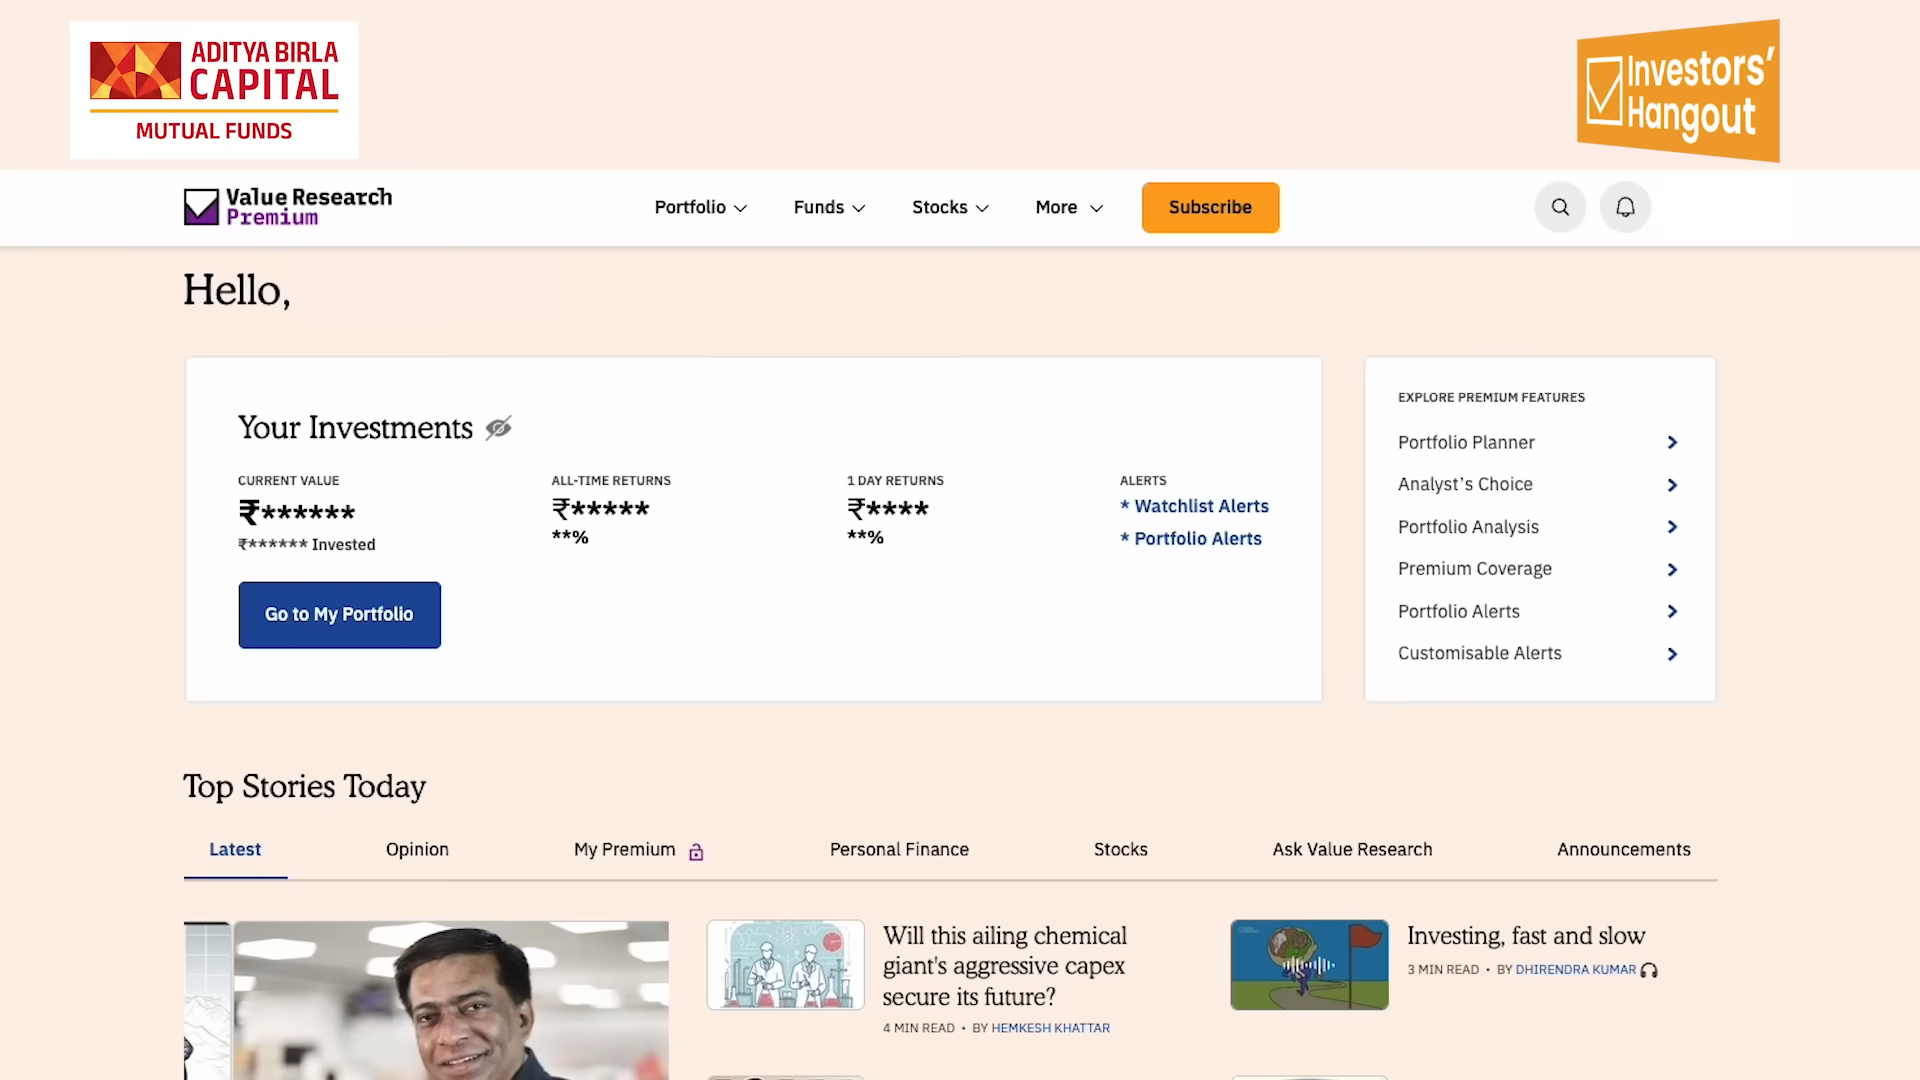 ADITYA BIRLA
CAPITAL
MUTUAL FUNDS
Investors'
Hangout
Value Research
Premium
Portfolio
Funds
Stocks
More
Subscribe
Hello,
Your Investments
CURRENT VALUE
₹******
₹****** Invested
ALL-TIME RETURNS
₹*****
**%
1 DAY RETURNS
₹****
**%
ALERTS
* Watchlist Alerts
* Portfolio Alerts
Go to My Portfolio
EXPLORE PREMIUM FEATURES
Portfolio Planner
Analyst's Choice
Portfolio Analysis
Premium Coverage
Portfolio Alerts
Customisable Alerts
Top Stories Today
Latest
Opinion
My Premium
Personal Finance
Stocks
Ask Value Research
Announcements
Will this ailing chemical
giant's aggressive capex
secure its future?
4 MIN READ • BY HEMKESH KHATTAR
Investing, fast and slow
3 MIN READ • BY DHIRENDRA KUMAR